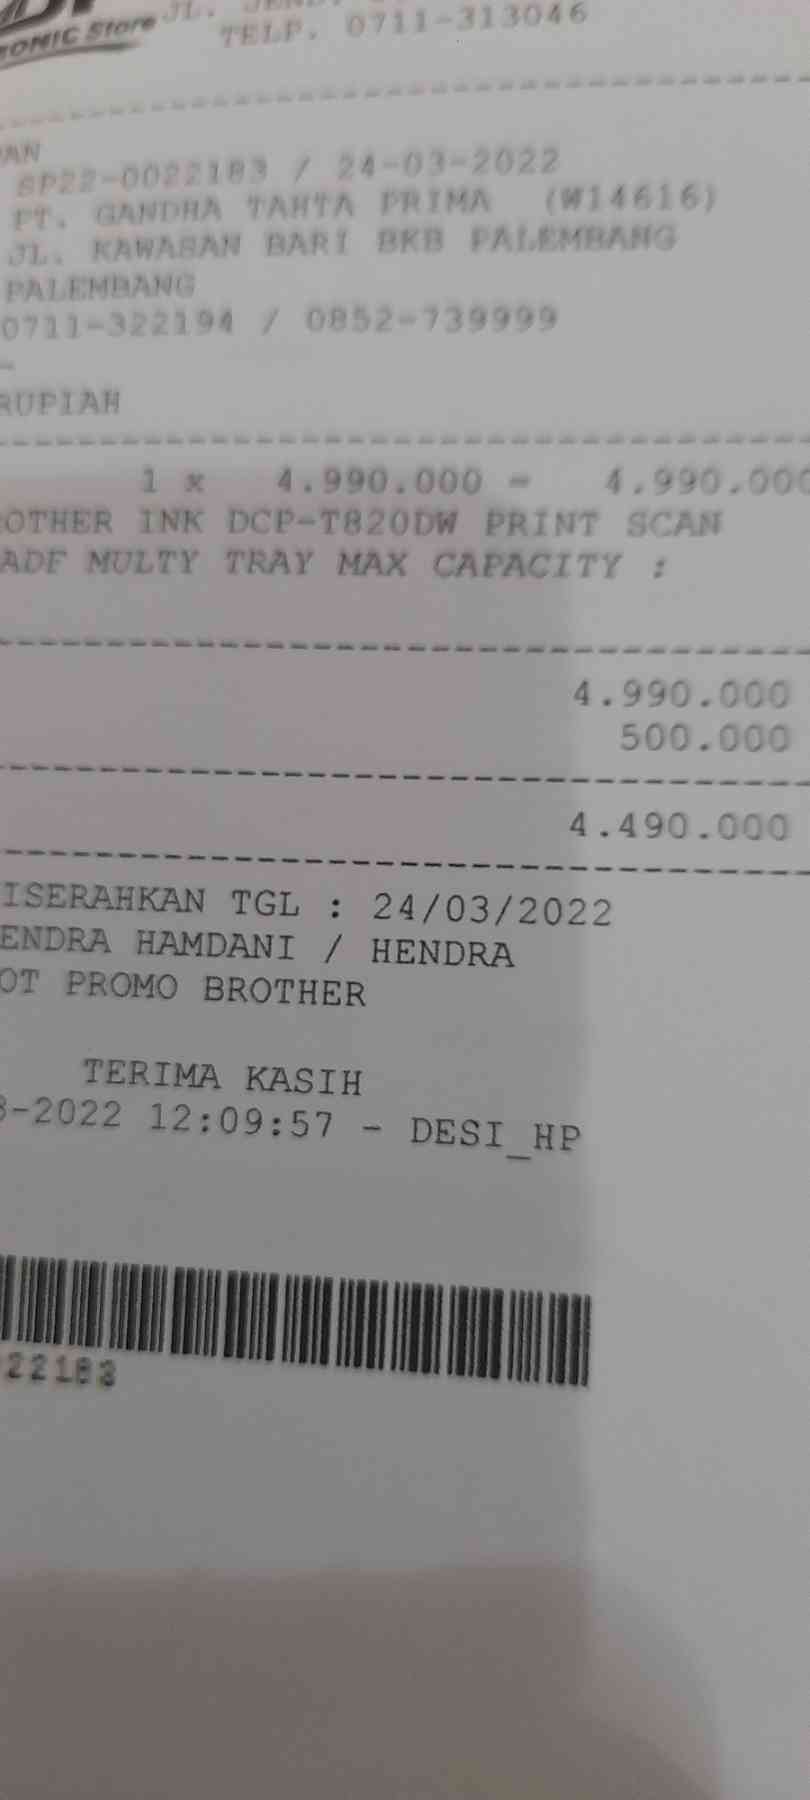 ONIC Store JL. JEND.
TELP. 0711-313046
AN
SP22-0022183 / 24-03-2022
PT. GANDHA TAHTA PRIMA (W14616)
JL. KAWASAN BARI BKB PALEMBANG
PALEMBANG
0711-322194 / 0852-739999
-
RUPIAH
1 x 4.990.000 = 4.990.000
OTHER INK DCP-T820DW PRINT SCAN
ADF MULTY TRAY MAX CAPACITY :
4.990.000
500.000
4.490.000
ISERAHKAN TGL : 24/03/2022
ENDRA HAMDANI / HENDRA
OT PROMO BROTHER
TERIMA KASIH
3-2022 12:09:57 - DESI_HP
22183